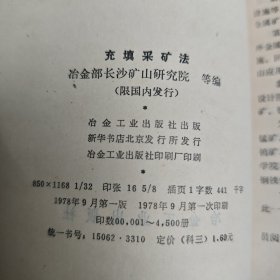 充填采矿法
冶金部长沙矿山研究院 等编
(限国内发行)
*
冶金工业出版社出版
新华书店北京发行所发行
冶金工业出版社印刷厂印刷
*
850×1168 1/32 印张 16 5/8 插页 1 字数 441 千字
1978年9月第一版 1978年9月第一次印刷
印数 00,001~4,500 册
统一书号：15062·3310 定价（科三）1.60元